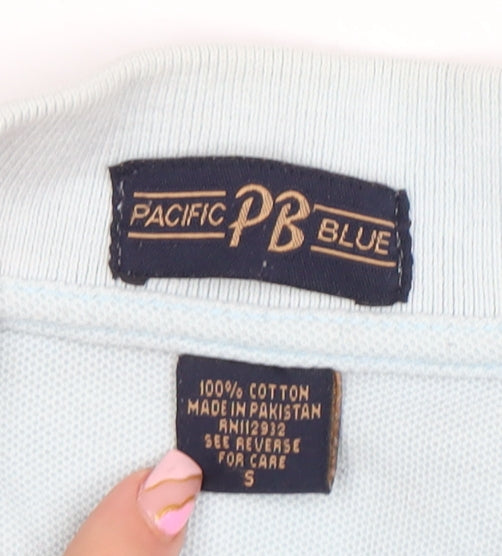 PACIFIC PB BLUE
100% COTTON
MADE IN PAKISTAN
RN112932
SEE REVERSE
FOR CARE
S